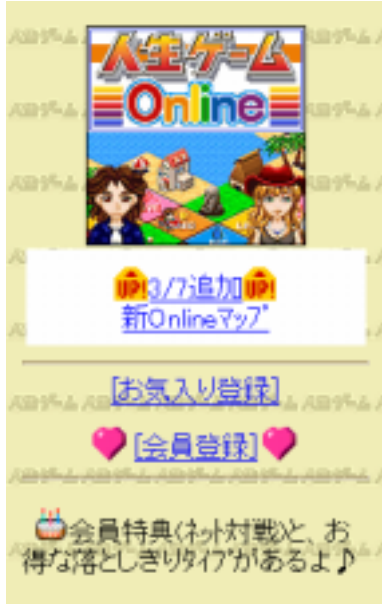 人生ゲーム
Online
UP!3/7追加UP!
新Onlineﾏｯﾌﾟ
[お気入り登録]
[会員登録]
会員特典(ﾈｯﾄ対戦)と、お
得な落としきりﾀｲﾌﾟがあるよ♪